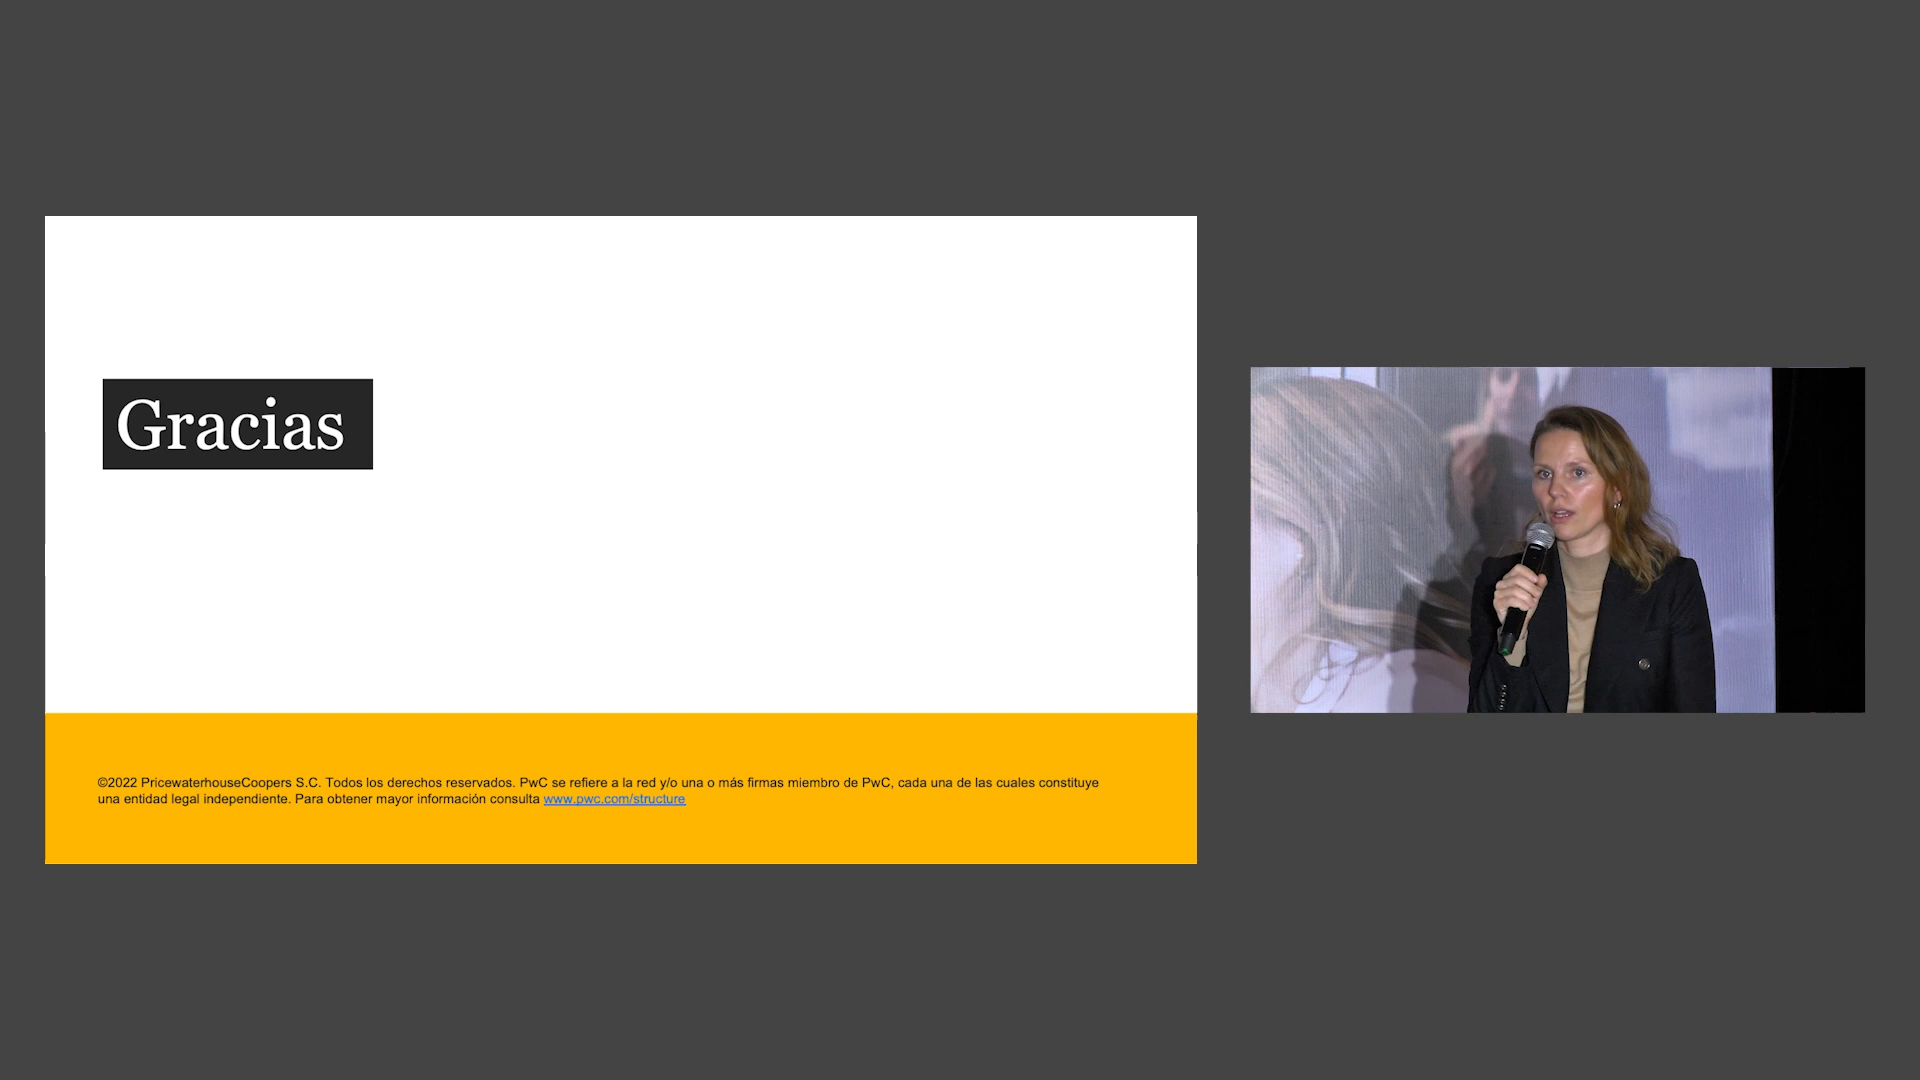 Gracias
©2022 PricewaterhouseCoopers S.C. Todos los derechos reservados. PwC se refiere a la red y/o una o más firmas miembro de PwC, cada una de las cuales constituye
una entidad legal independiente. Para obtener mayor información consulta www.pwc.com/structure